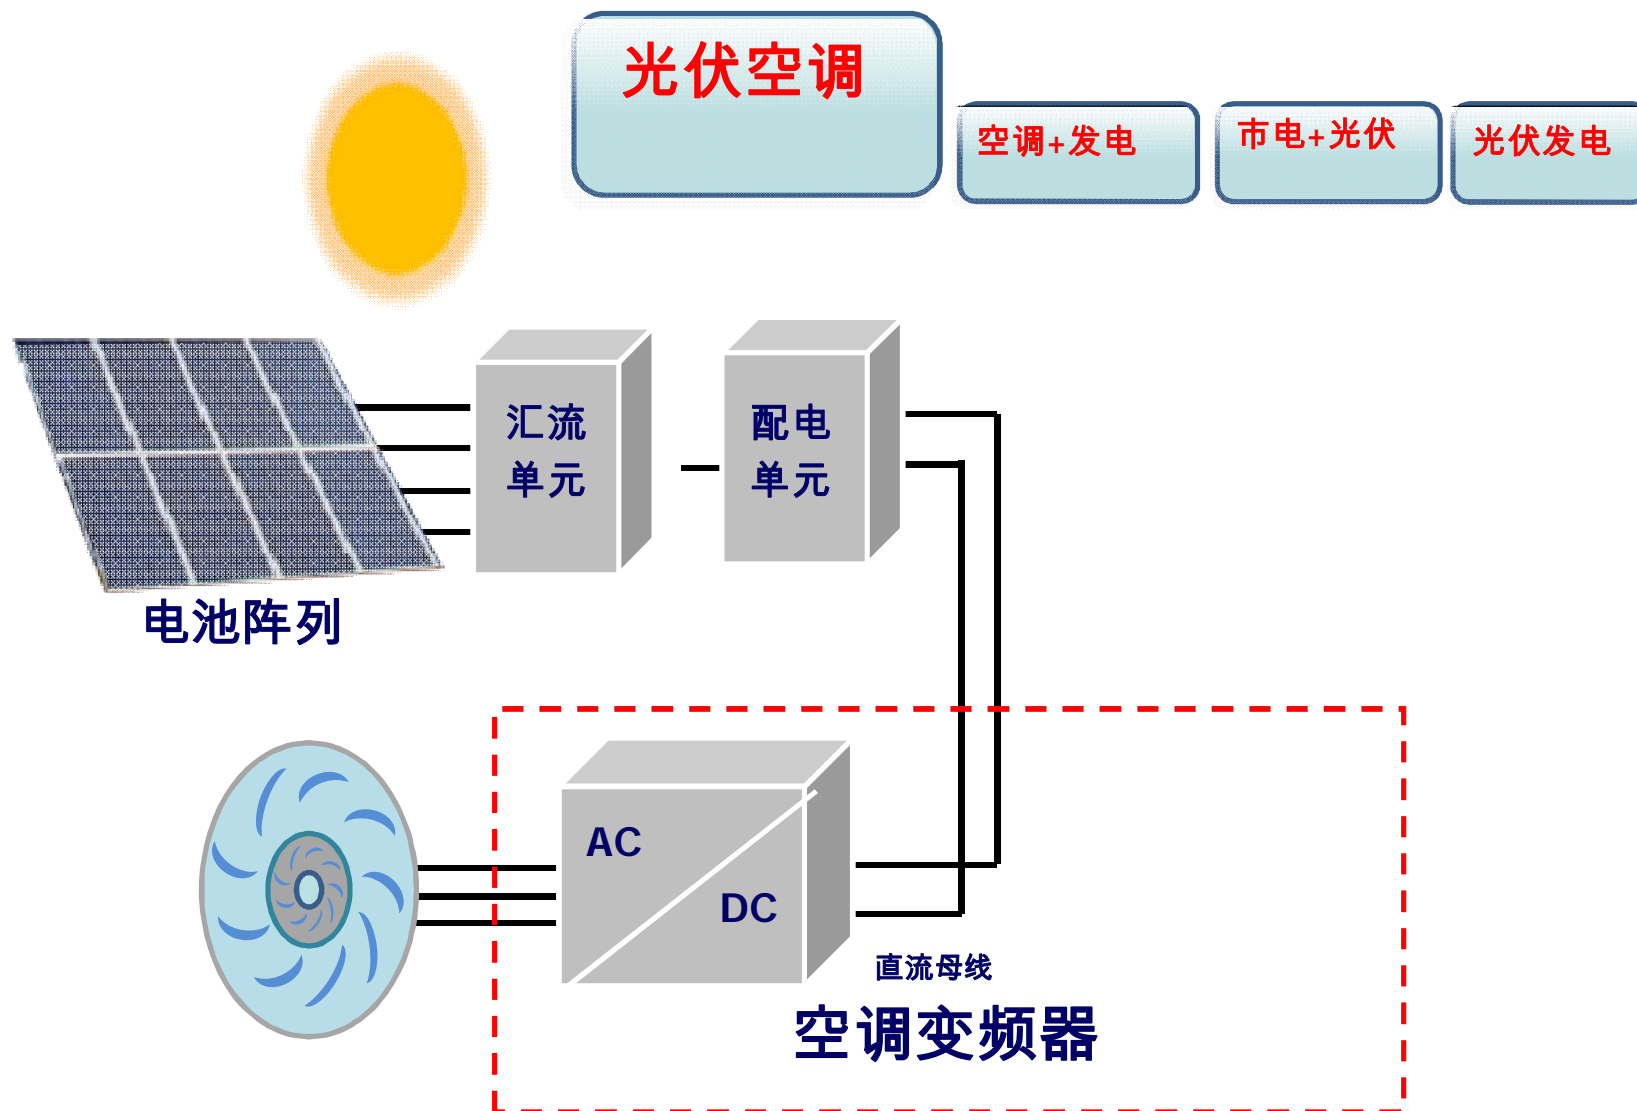 光伏空调
空调+发电
市电+光伏
光伏发电
汇流
单元
配电
单元
电池阵列
AC
DC
直流母线
空调变频器